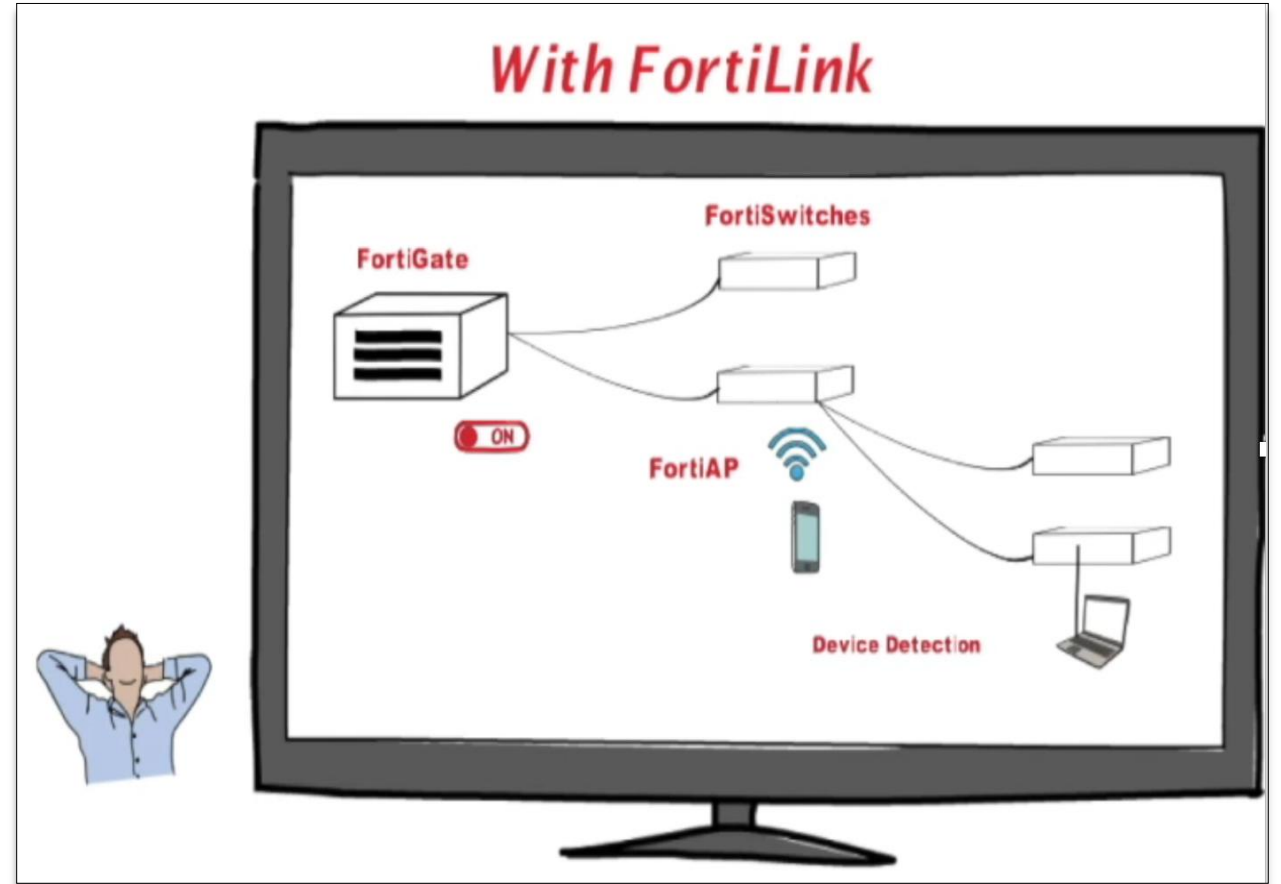 With FortiLink
FortiSwitches
FortiGate
ON
FortiAP
Device Detection